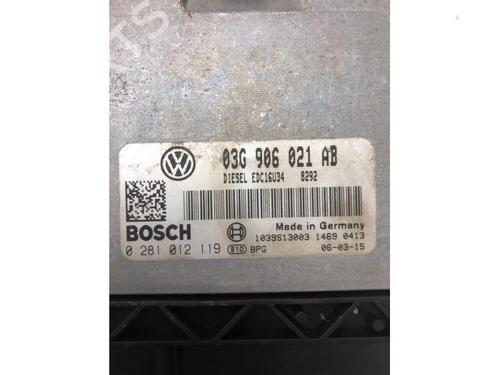 03G 906 021 AB
DIESEL EDC16U34 8292
BOSCH
Made in Germany
0 281 012 119
810 BPG
1039S13003 1469 0413
06-03-15